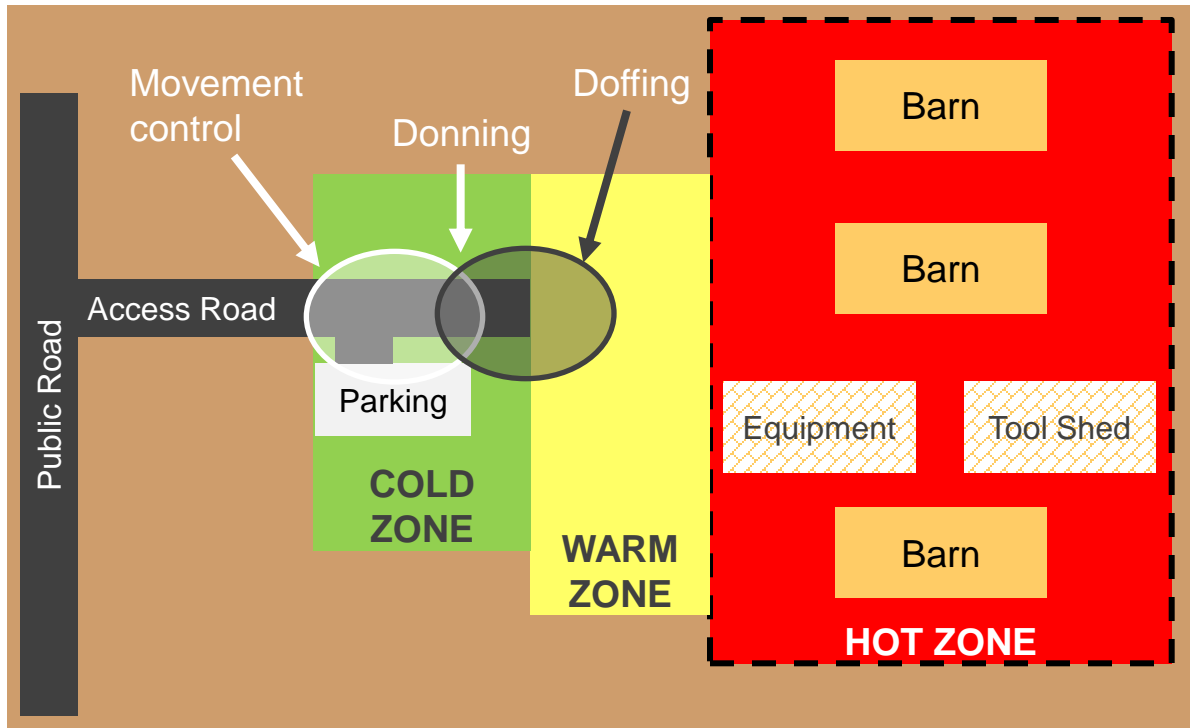 Movement
control
Donning
Doffing
Public Road
Access Road
Parking
COLD
ZONE
WARM
ZONE
Barn
Barn
Equipment
Tool Shed
Barn
HOT ZONE